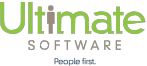 Ultimate
SOFTWARE
People first.